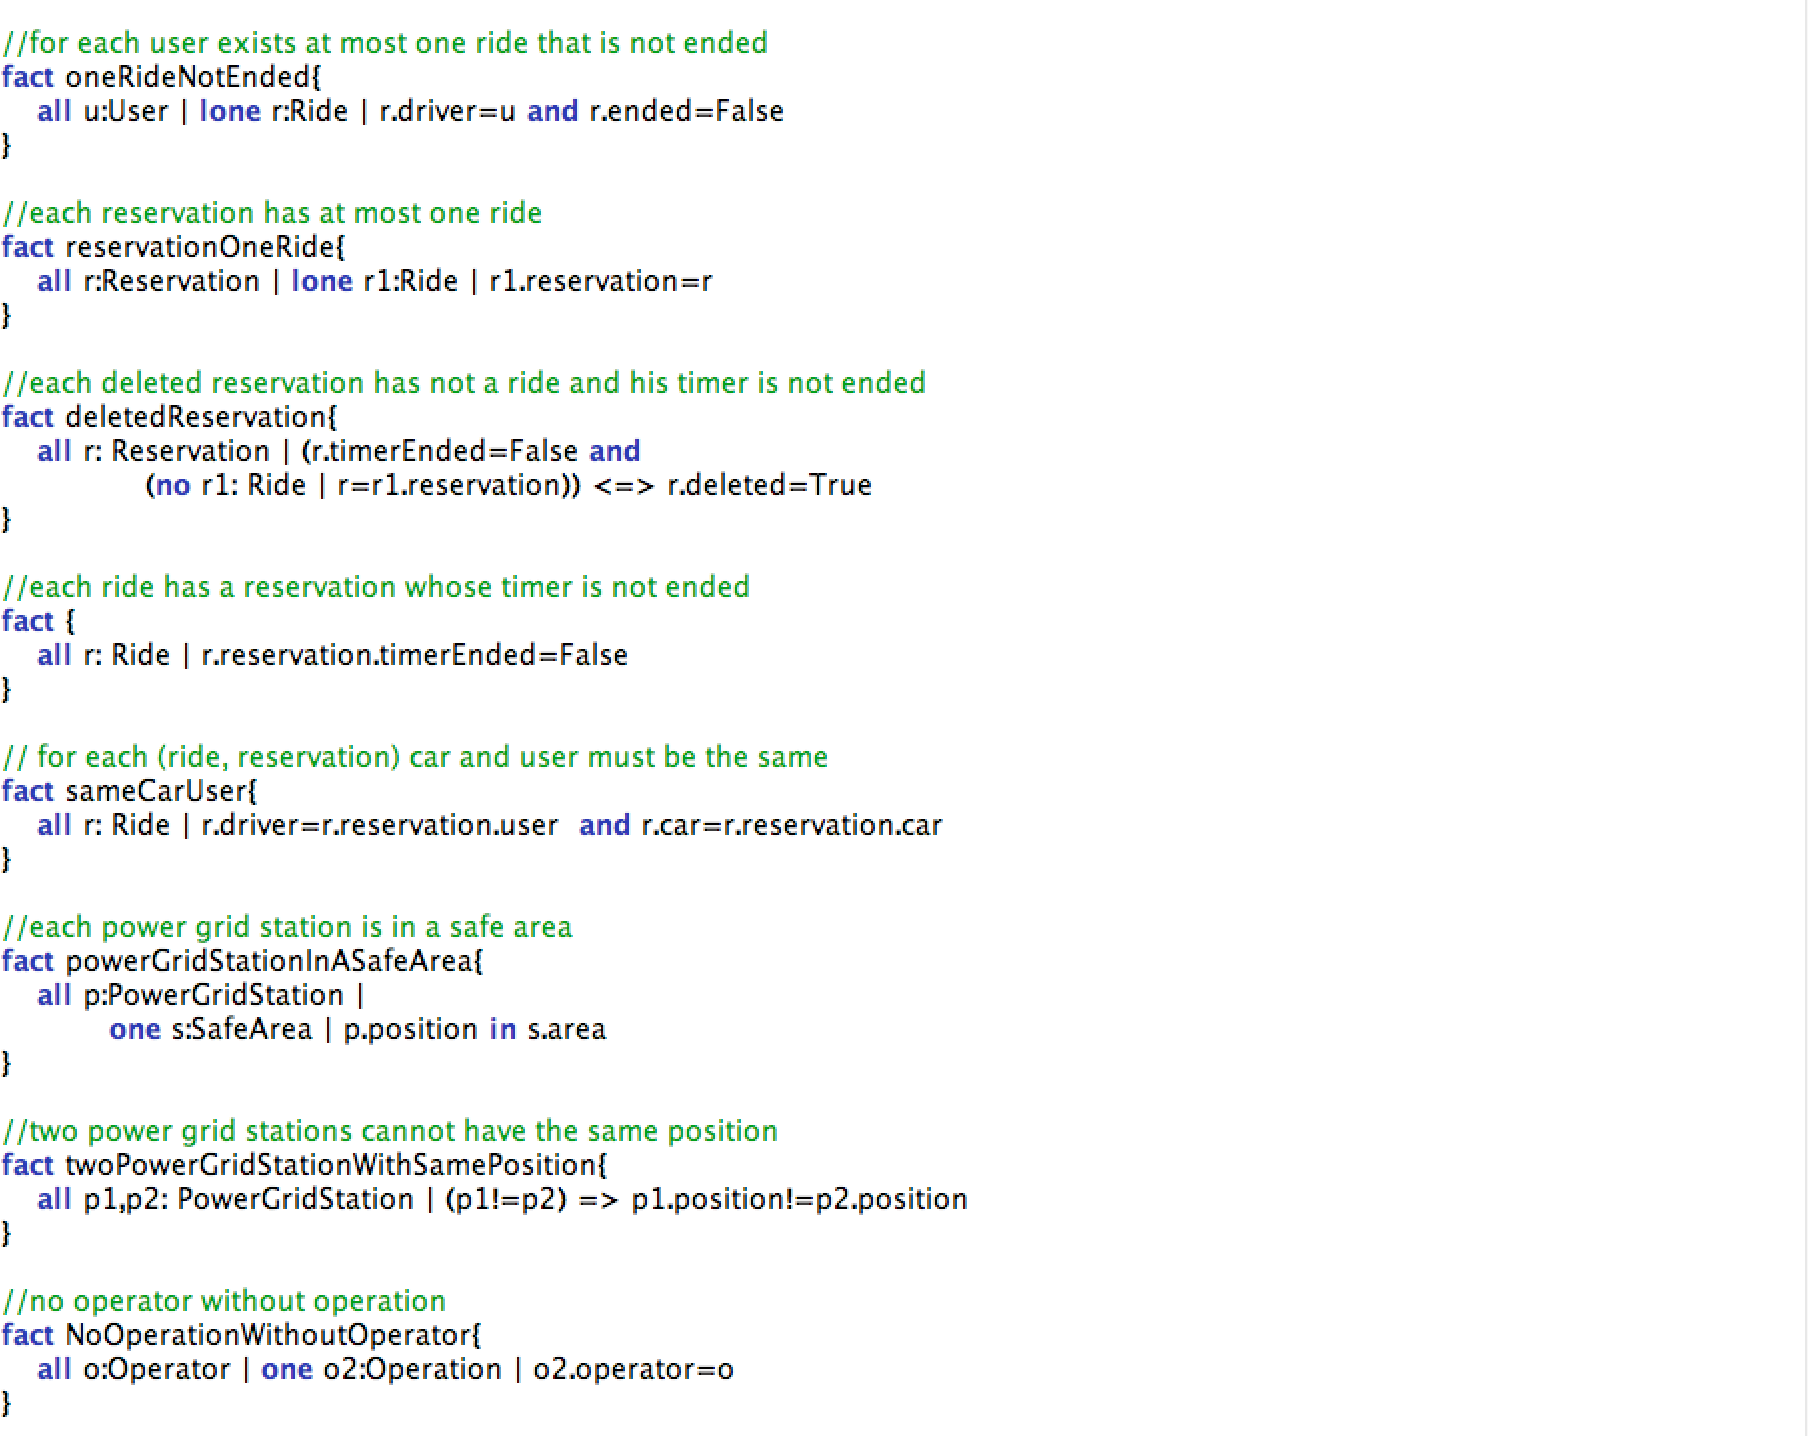 //for each user exists at most one ride that is not ended
fact oneRideNotEnded{
all u:User | lone r:Ride | r.driver=u and r.ended=False
}
//each reservation has at most one ride
fact reservationOneRide{
all r:Reservation | lone r1:Ride | r1.reservation=r
}
//each deleted reservation has not a ride and his timer is not ended
fact deletedReservation{
all r: Reservation | (r.timerEnded=False and
(no r1: Ride | r=r1.reservation)) <=> r.deleted=True
}
//each ride has a reservation whose timer is not ended
fact {
all r: Ride | r.reservation.timerEnded=False
}
// for each (ride, reservation) car and user must be the same
fact sameCarUser{
all r: Ride | r.driver=r.reservation.user  and r.car=r.reservation.car
}
//each power grid station is in a safe area
fact powerGridStationInASafeArea{
all p:PowerGridStation |
one s:SafeArea | p.position in s.area
}
//two power grid stations cannot have the same position
fact twoPowerGridStationWithSamePosition{
all p1,p2: PowerGridStation | (p1!=p2) => p1.position!=p2.position
}
//no operator without operation
fact NoOperationWithoutOperator{
all o:Operator | one o2:Operation | o2.operator=o
}